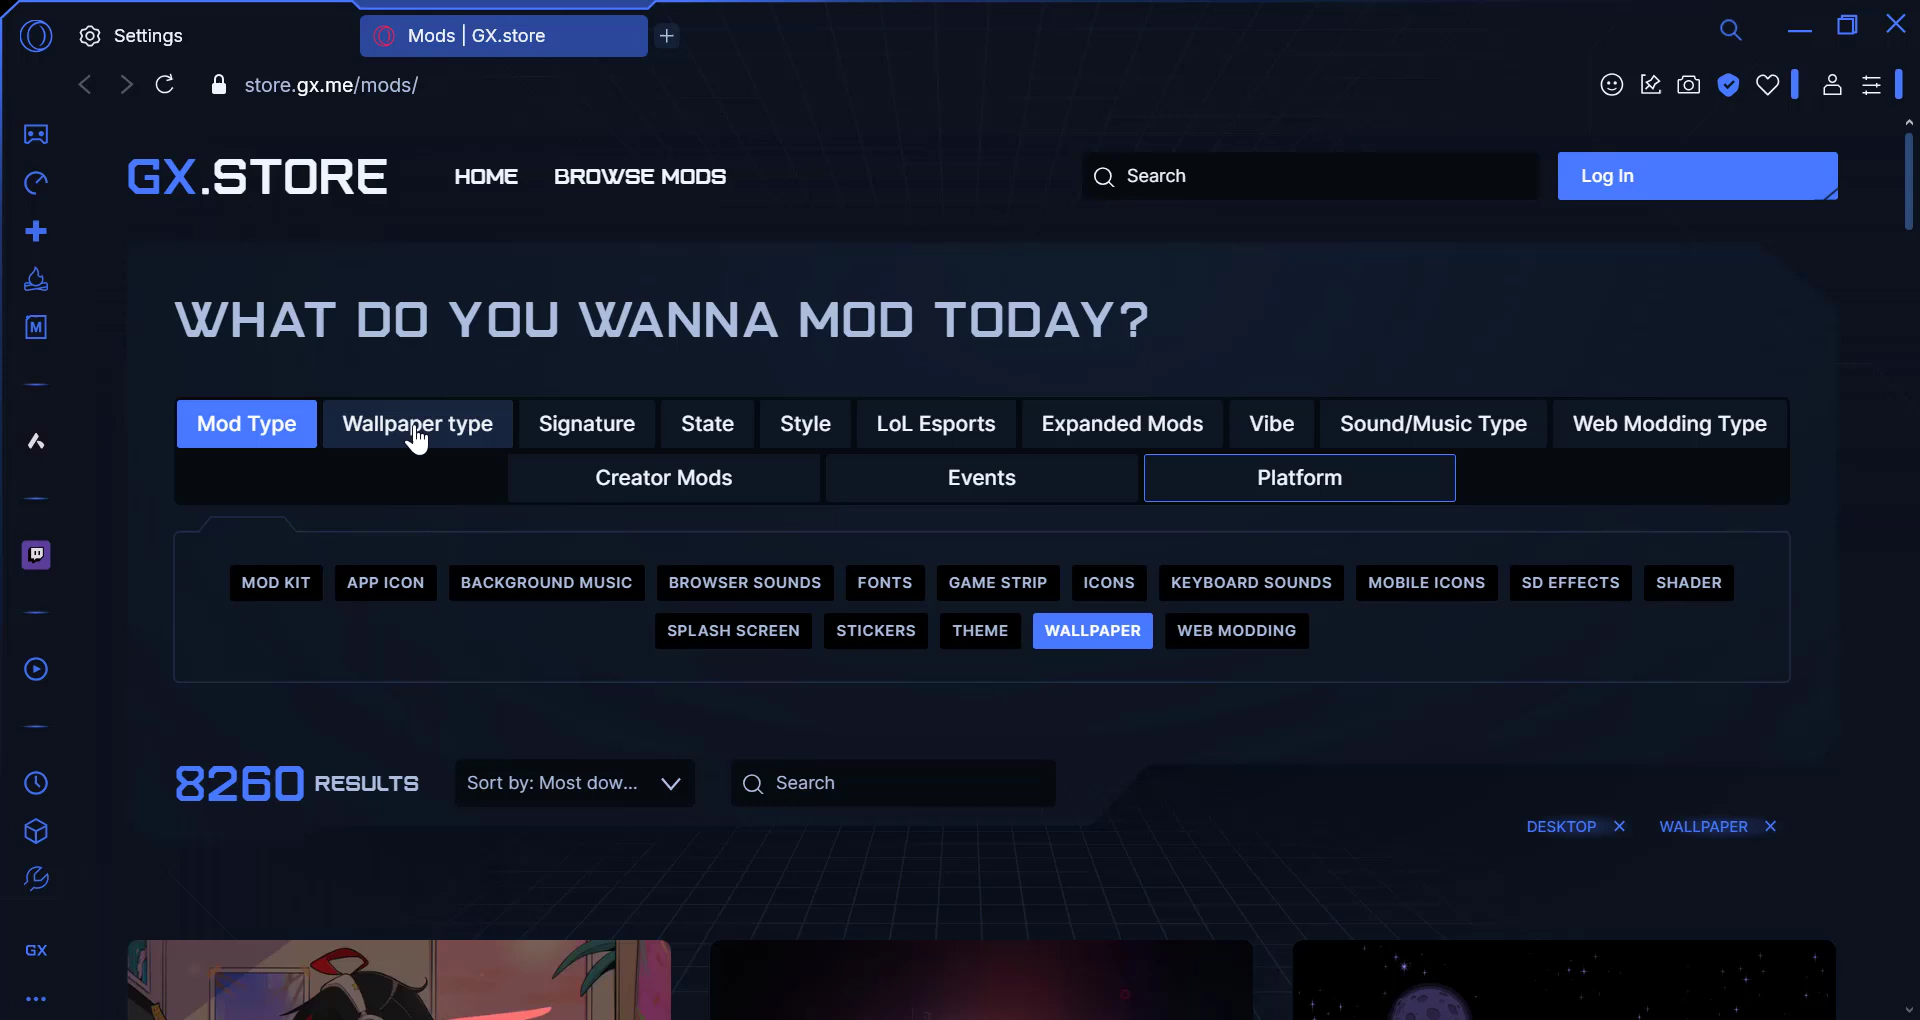 Settings
Mods | GX.store
store.gx.me/mods/
GX.STORE
HOME
BROWSE MODS
Search
Log In
M
WHAT DO YOU WANNA MOD TODAY?
Mod Type
Wallpaper type
Signature
State
Style
LoL Esports
Expanded Mods
Vibe
Sound/Music Type
Web Modding Type
Creator Mods
Events
Platform
MOD KIT
APP ICON
BACKGROUND MUSIC
BROWSER SOUNDS
FONTS
GAME STRIP
ICONS
KEYBOARD SOUNDS
MOBILE ICONS
SD EFFECTS
SHADER
SPLASH SCREEN
STICKERS
THEME
WALLPAPER
WEB MODDING
8260 RESULTS
Sort by: Most dow...
Search
DESKTOP
WALLPAPER
GX